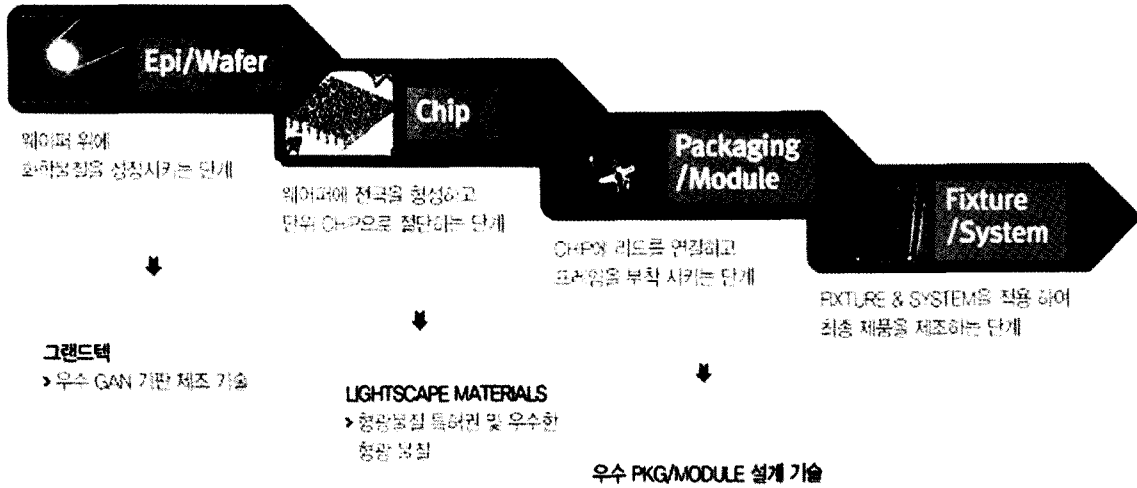 Epi/Wafer
웨이퍼 위에
화학물질을 성장시키는 단계
Chip
웨이퍼에 전극을 형성하고
단위 CHIP으로 절단하는 단계
Packaging
/Module
CHIP에 리드를 연결하고
프레임을 부착 시키는 단계
Fixture
/System
FIXTURE & SYSTEM을 적용 하여
최종 제품을 제조하는 단계
그랜드텍
> 우수 GAN 기판 제조 기술
LIGHTSCAPE MATERIALS
> 형광물질 특허권 및 우수한
형광 물질
우수 PKG/MODULE 설계 기술